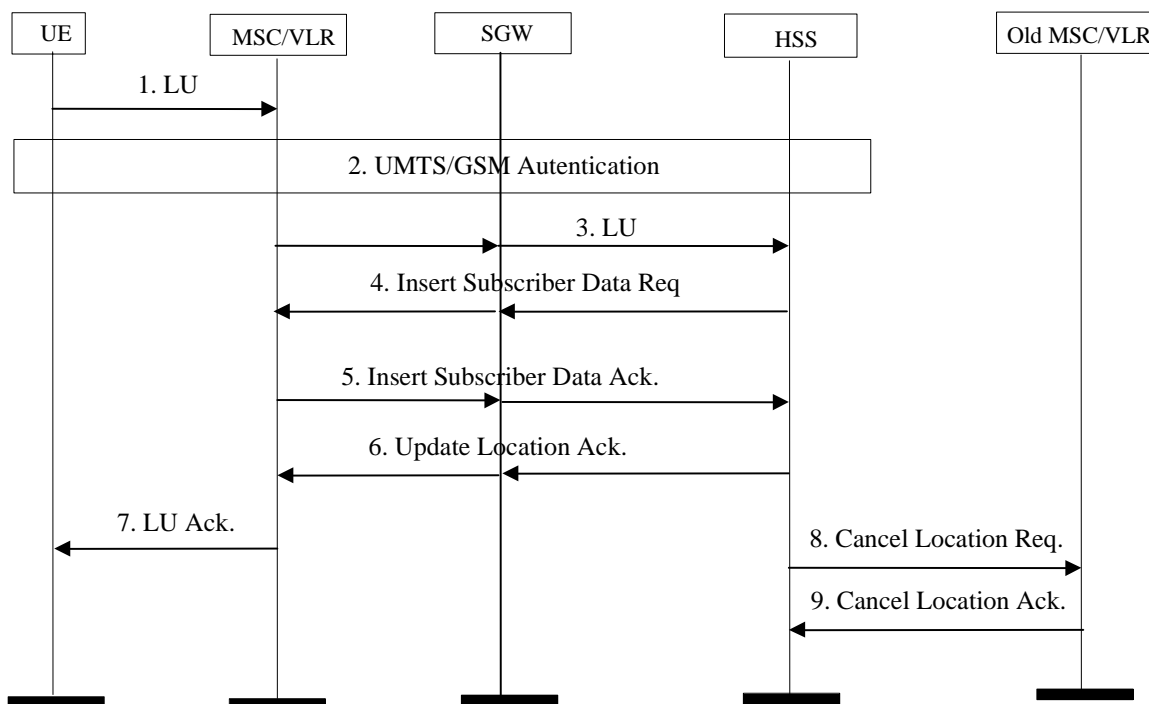 UE
MSC/VLR
SGW
HSS
Old MSC/VLR
1. LU
2. UMTS/GSM Autentication
3. LU
4. Insert Subscriber Data Req
5. Insert Subscriber Data Ack.
6. Update Location Ack.
7. LU Ack.
8. Cancel Location Req.
9. Cancel Location Ack.